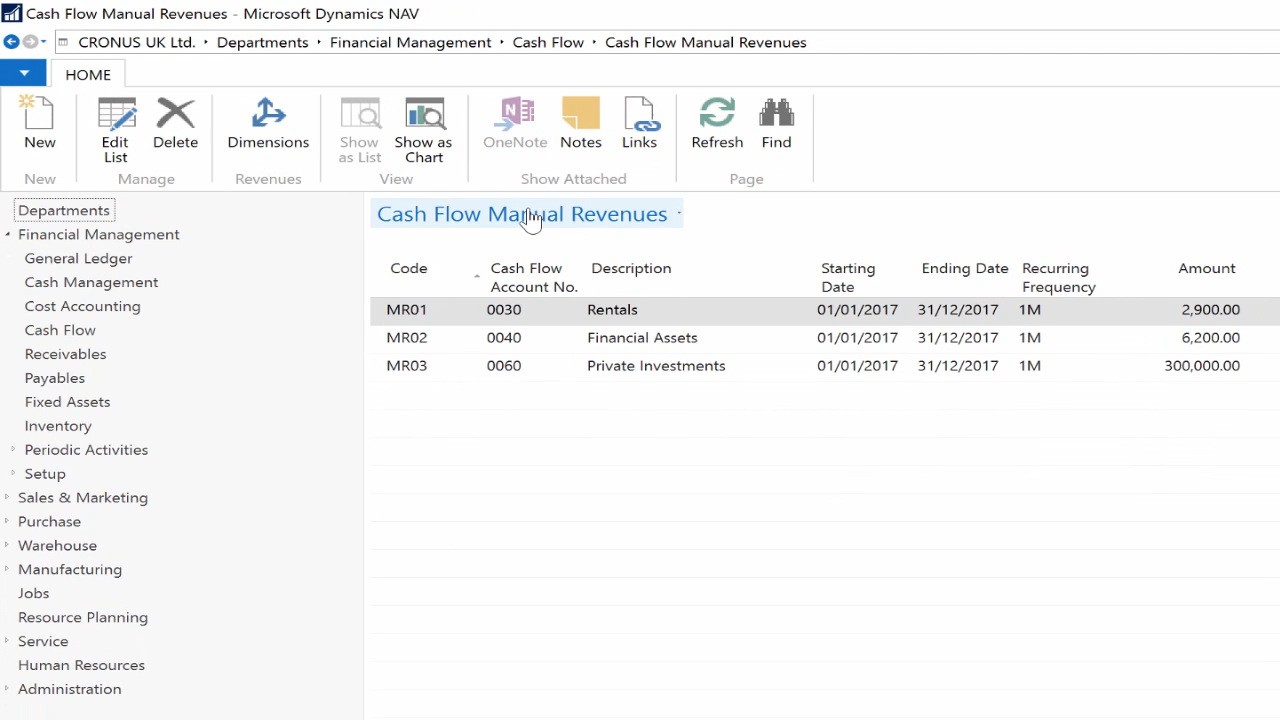 Cash Flow Manual Revenues - Microsoft Dynamics NAV
CRONUS UK Ltd. Departments Financial Management Cash Flow Cash Flow Manual Revenues
HOME
New Edit List Delete Dimensions Show as List Show as Chart OneNote Notes Links Refresh Find
New Manage Revenues View Show Attached Page
Departments
Financial Management
General Ledger
Cash Management
Cost Accounting
Cash Flow
Receivables
Payables
Fixed Assets
Inventory
Periodic Activities
Setup
Sales & Marketing
Purchase
Warehouse
Manufacturing
Jobs
Resource Planning
Service
Human Resources
Administration
Cash Flow Manual Revenues
Code Cash Flow Account No. Description Starting Date Ending Date Recurring Frequency Amount
MR01 0030 Rentals 01/01/2017 31/12/2017 1M 2,900.00
MR02 0040 Financial Assets 01/01/2017 31/12/2017 1M 6,200.00
MR03 0060 Private Investments 01/01/2017 31/12/2017 1M 300,000.00